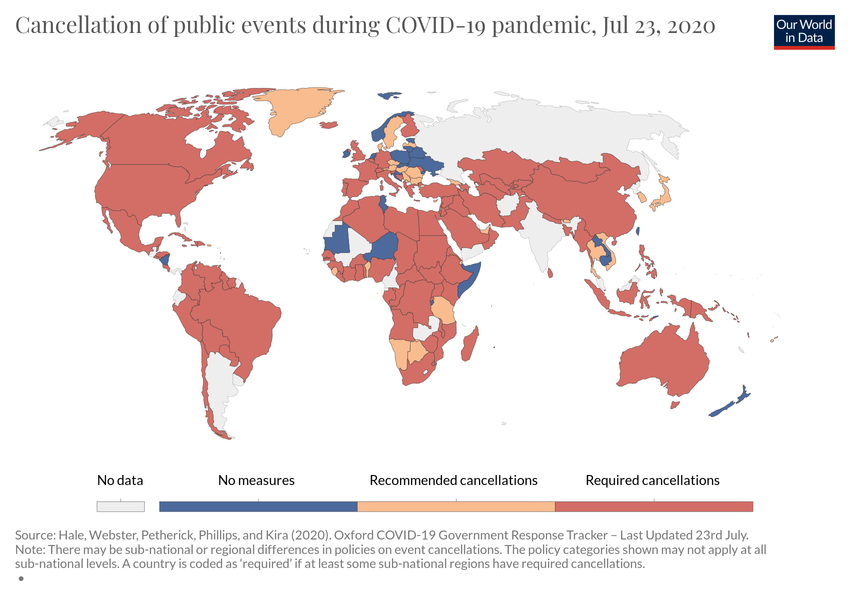 Cancellation of public events during COVID-19 pandemic, Jul 23, 2020
Our World
in Data
No data
No measures
Recommended cancellations
Required cancellations
Source: Hale, Webster, Petherick, Phillips, and Kira (2020). Oxford COVID-19 Government Response Tracker – Last Updated 23rd July.
Note: There may be sub-national or regional differences in policies on event cancellations. The policy categories shown may not apply at all
sub-national levels. A country is coded as ‘required’ if at least some sub-national regions have required cancellations.
•